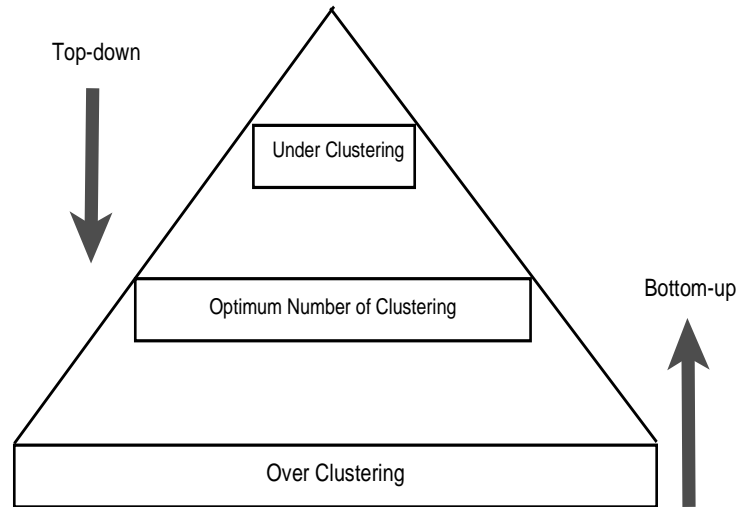 Top-down
Under Clustering
Optimum Number of Clustering
Bottom-up
Over Clustering